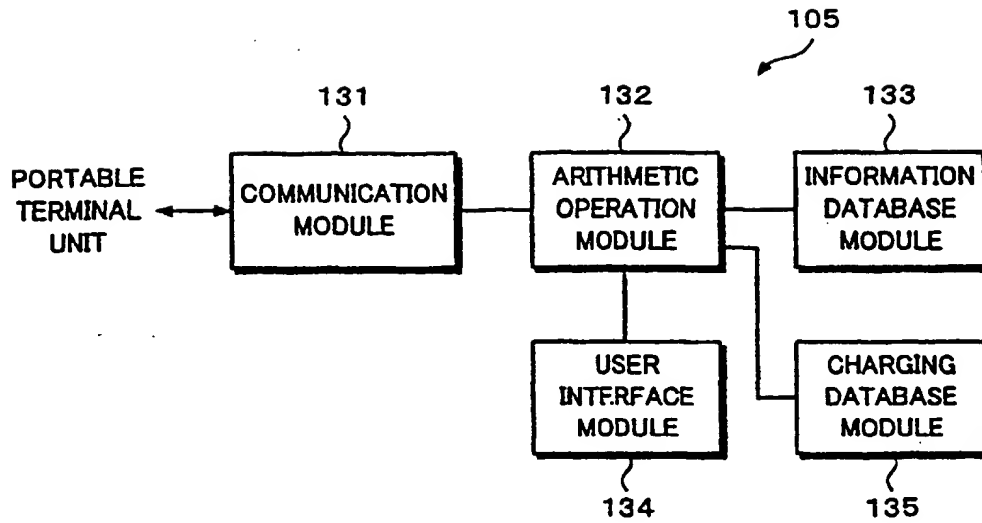 105
131
132
133
PORTABLE
TERMINAL
UNIT
COMMUNICATION
MODULE
ARITHMETIC
OPERATION
MODULE
INFORMATION
DATABASE
MODULE
USER
INTERFACE
MODULE
CHARGING
DATABASE
MODULE
134
135